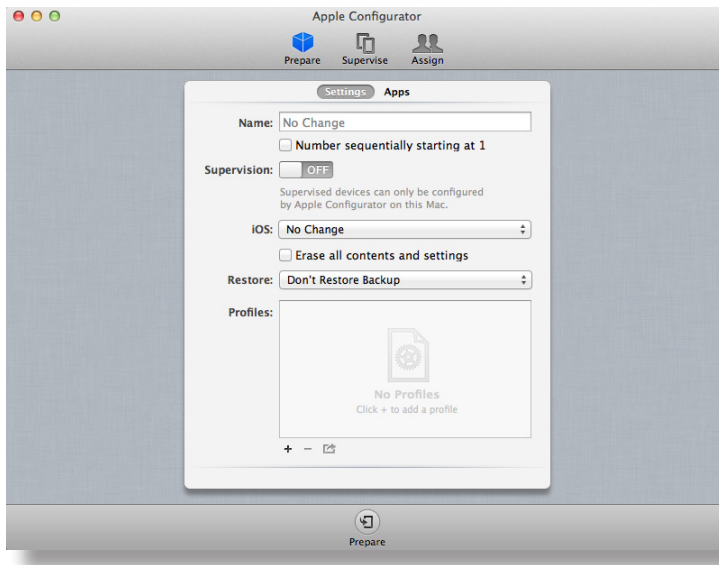 Apple Configurator
Prepare Supervise Assign
Settings Apps
Name: No Change
Number sequentially starting at 1
Supervision: OFF
Supervised devices can only be configured
by Apple Configurator on this Mac.
iOS: No Change
Erase all contents and settings
Restore: Don't Restore Backup
Profiles:
No Profiles
Click + to add a profile
Prepare